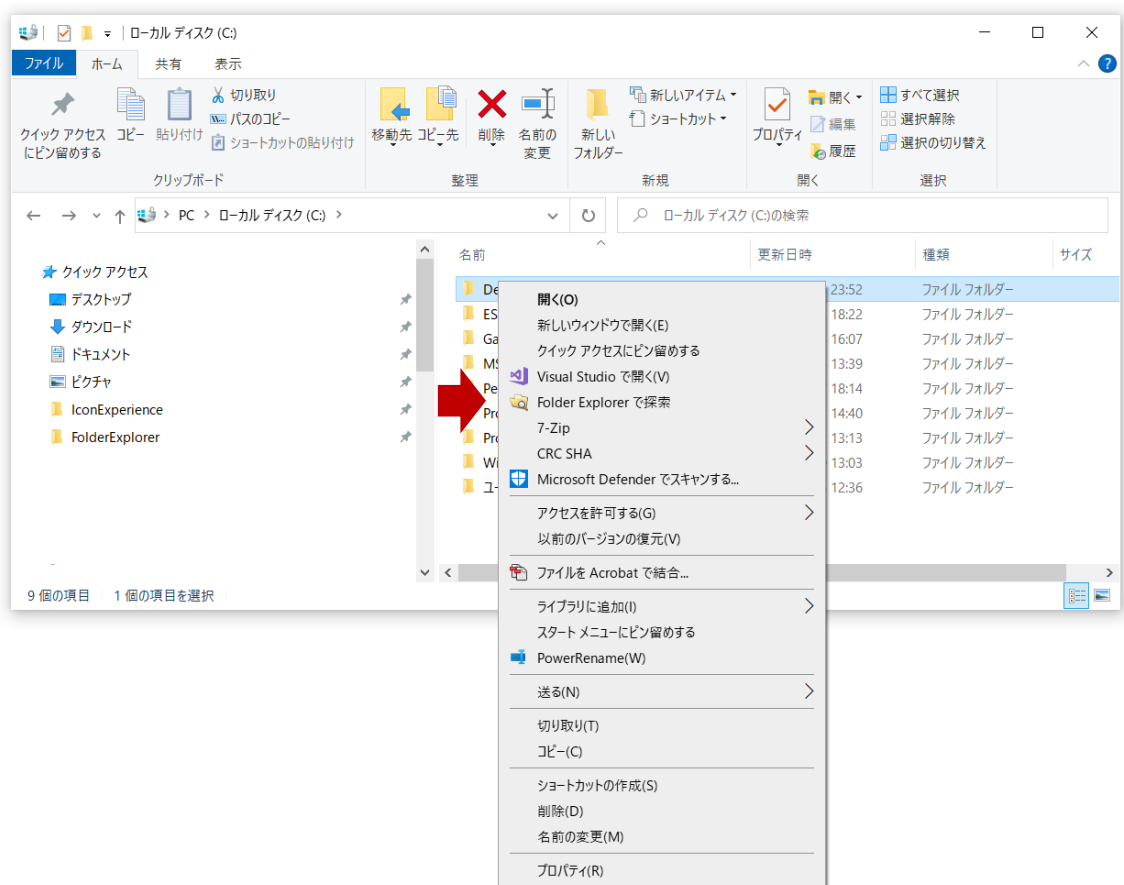 ローカル ディスク (C:)
ファイル ホーム 共有 表示
クイック アクセス
にピン留めする
コピー
貼り付け
切り取り
パスのコピー
ショートカットの貼り付け
クリップボード
移動先
コピー先
削除
名前の
変更
整理
新しい
フォルダー
新しいアイテム
ショートカット
新規
プロパティ
開く
編集
履歴
開く
すべて選択
選択解除
選択の切り替え
選択
PC ローカル ディスク (C:)
ローカル ディスク (C:)の検索
クイック アクセス
デスクトップ
ダウンロード
ドキュメント
ピクチャ
IconExperience
FolderExplorer
名前 更新日時 種類 サイズ
De 23:52 ファイル フォルダー
ES 18:22 ファイル フォルダー
Ga 16:07 ファイル フォルダー
MS 13:39 ファイル フォルダー
Pe 18:14 ファイル フォルダー
Pro 14:40 ファイル フォルダー
Pro 13:13 ファイル フォルダー
Wi 13:03 ファイル フォルダー
ユー 12:36 ファイル フォルダー
開く(O)
新しいウィンドウで開く(E)
クイック アクセスにピン留めする
Visual Studio で開く(V)
Folder Explorer で探索
7-Zip
CRC SHA
Microsoft Defender でスキャンする...
アクセスを許可する(G)
以前のバージョンの復元(V)
ファイルを Acrobat で結合...
ライブラリに追加(I)
スタート メニューにピン留めする
PowerRename(W)
送る(N)
切り取り(T)
コピー(C)
ショートカットの作成(S)
削除(D)
名前の変更(M)
プロパティ(R)
9 個の項目 1 個の項目を選択